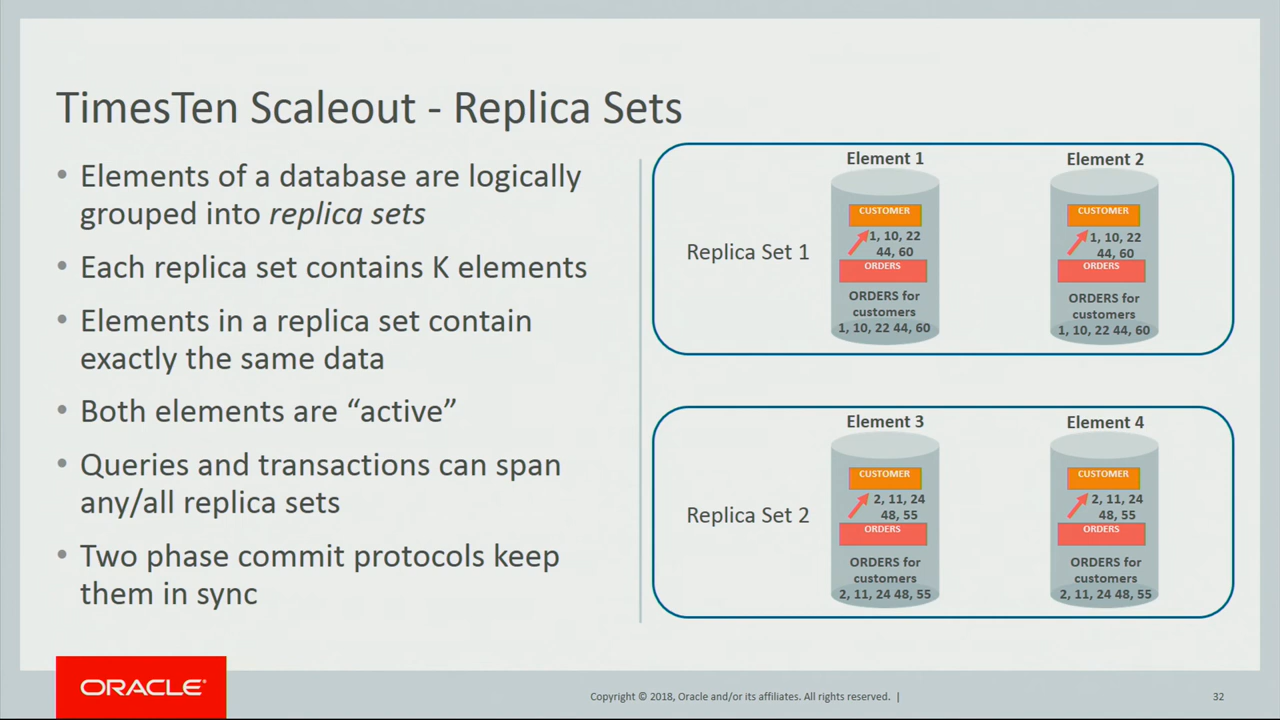 TimesTen Scaleout - Replica Sets
• Elements of a database are logically
grouped into replica sets
• Each replica set contains K elements
• Elements in a replica set contain
exactly the same data
• Both elements are “active”
• Queries and transactions can span
any/all replica sets
• Two phase commit protocols keep
them in sync
Replica Set 1
Element 1
CUSTOMER
1, 10, 22
44, 60
ORDERS
ORDERS for
customers
1, 10, 22 44, 60
Element 2
CUSTOMER
1, 10, 22
44, 60
ORDERS
ORDERS for
customers
1, 10, 22 44, 60
Replica Set 2
Element 3
CUSTOMER
2, 11, 24
48, 55
ORDERS
ORDERS for
customers
2, 11, 24 48, 55
Element 4
CUSTOMER
2, 11, 24
48, 55
ORDERS
ORDERS for
customers
2, 11, 24 48, 55
ORACLE®
Copyright © 2018, Oracle and/or its affiliates. All rights reserved. |
32